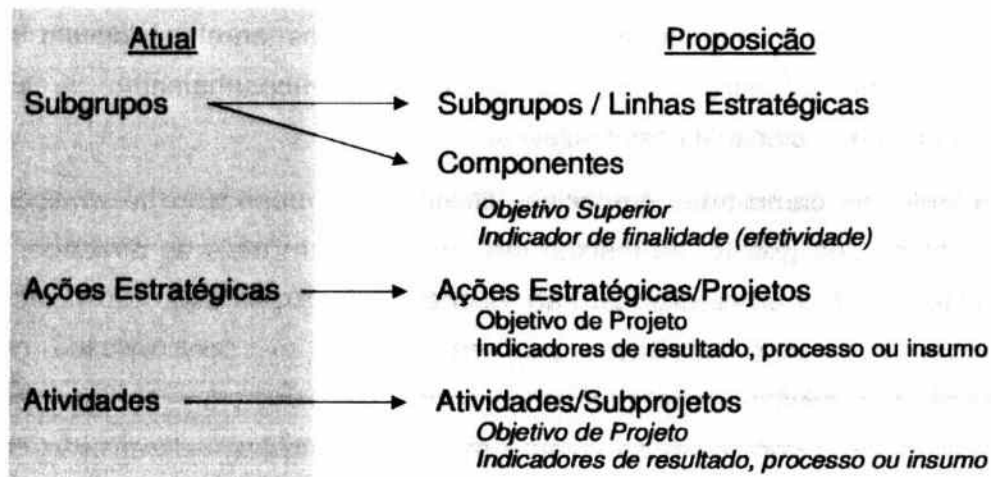 Atual Proposição
Subgrupos Subgrupos / Linhas Estratégicas
Componentes
Objetivo Superior
Indicador de finalidade (efetividade)
Ações Estratégicas Ações Estratégicas/Projetos
Objetivo de Projeto
Indicadores de resultado, processo ou insumo
Atividades Atividades/Subprojetos
Objetivo de Projeto
Indicadores de resultado, processo ou insumo